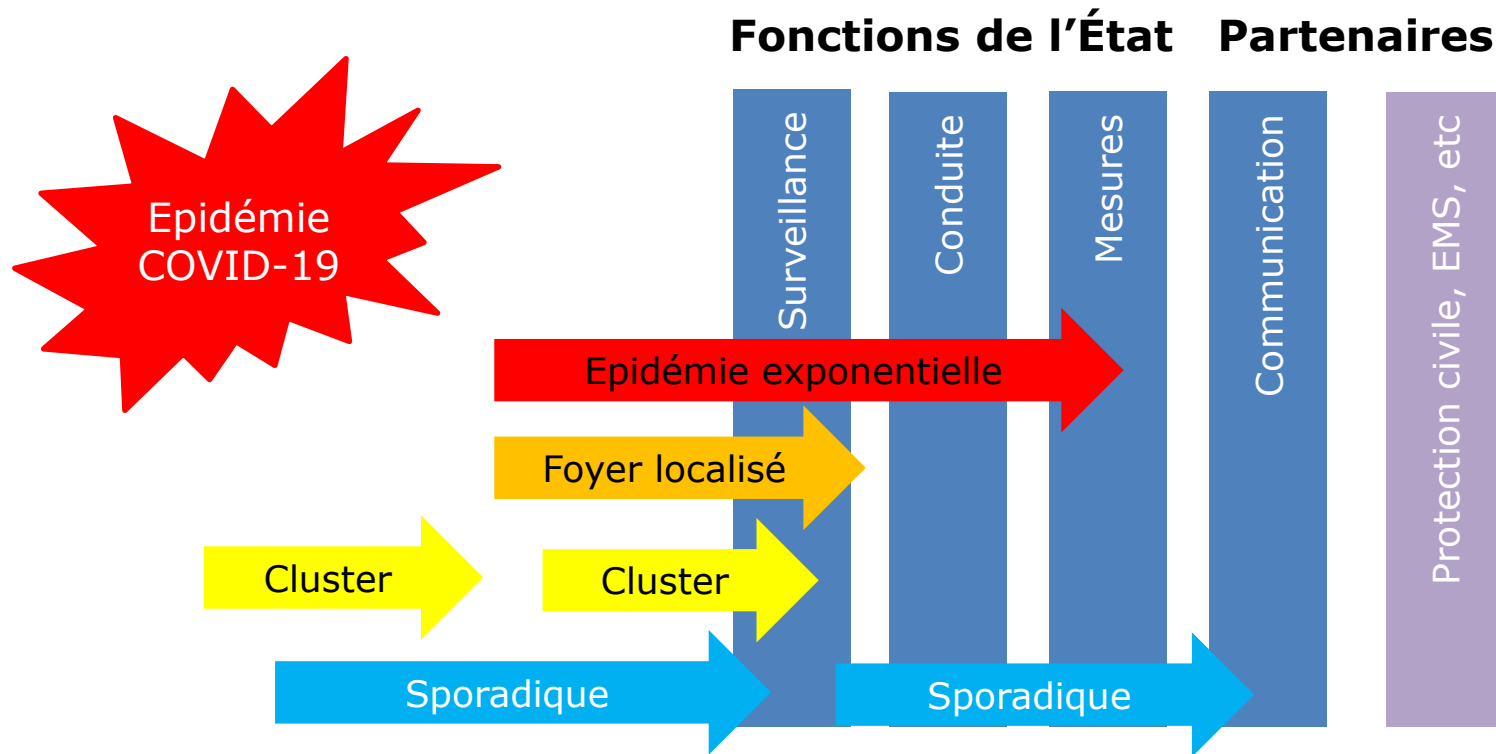 Fonctions de l’État
Partenaires
Epidémie
COVID-19
Surveillance
Conduite
Mesures
Communication
Protection civile, EMS, etc
Epidémie exponentielle
Foyer localisé
Cluster
Cluster
Sporadique
Sporadique